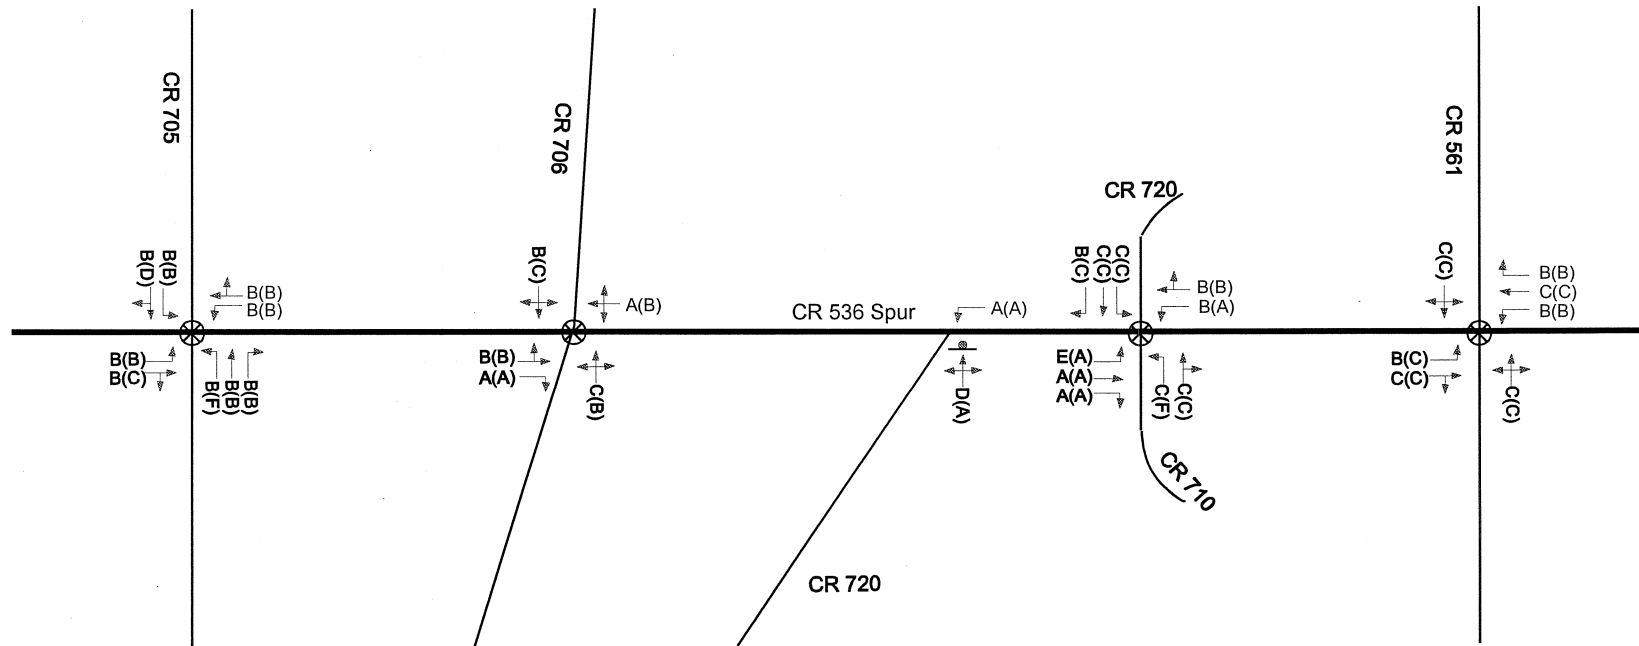 CR 705
CR 706
CR 561
CR 720
B(D)
B(B)
B(B)
B(B)
B(C)
A(B)
CR 536 Spur
A(A)
B(C)
C(C)
C(C)
B(B)
B(A)
C(C)
B(B)
C(C)
B(B)
B(B)
B(C)
B(F)
B(B)
B(B)
B(B)
A(A)
C(B)
D(A)
E(A)
A(A)
A(A)
C(F)
C(C)
B(C)
C(C)
C(C)
CR 710
CR 720